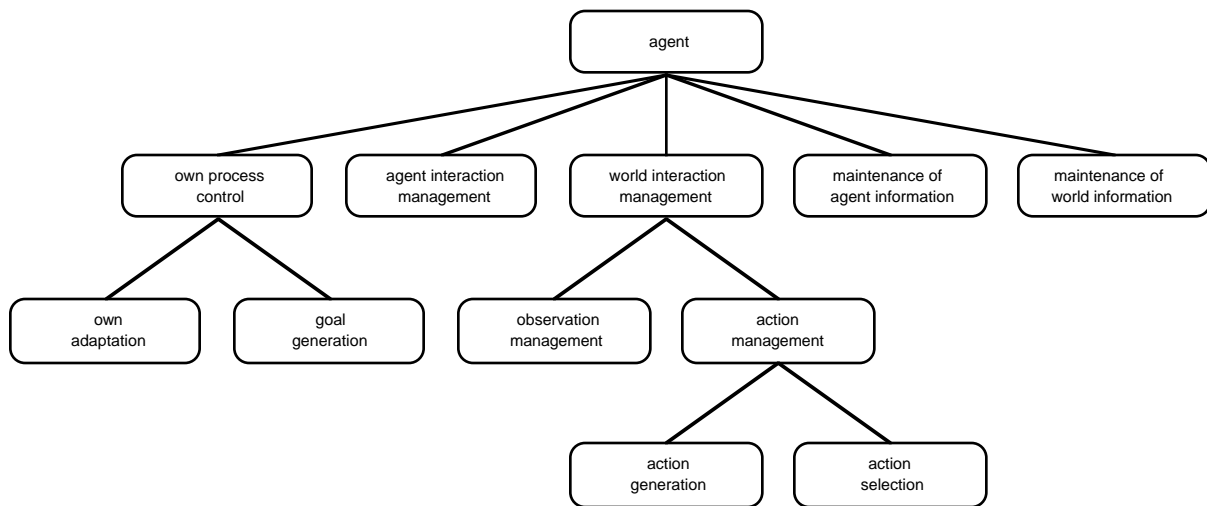 agent
own process
control
agent interaction
management
world interaction
management
maintenance of
agent information
maintenance of
world information
own
adaptation
goal
generation
observation
management
action
management
action
generation
action
selection